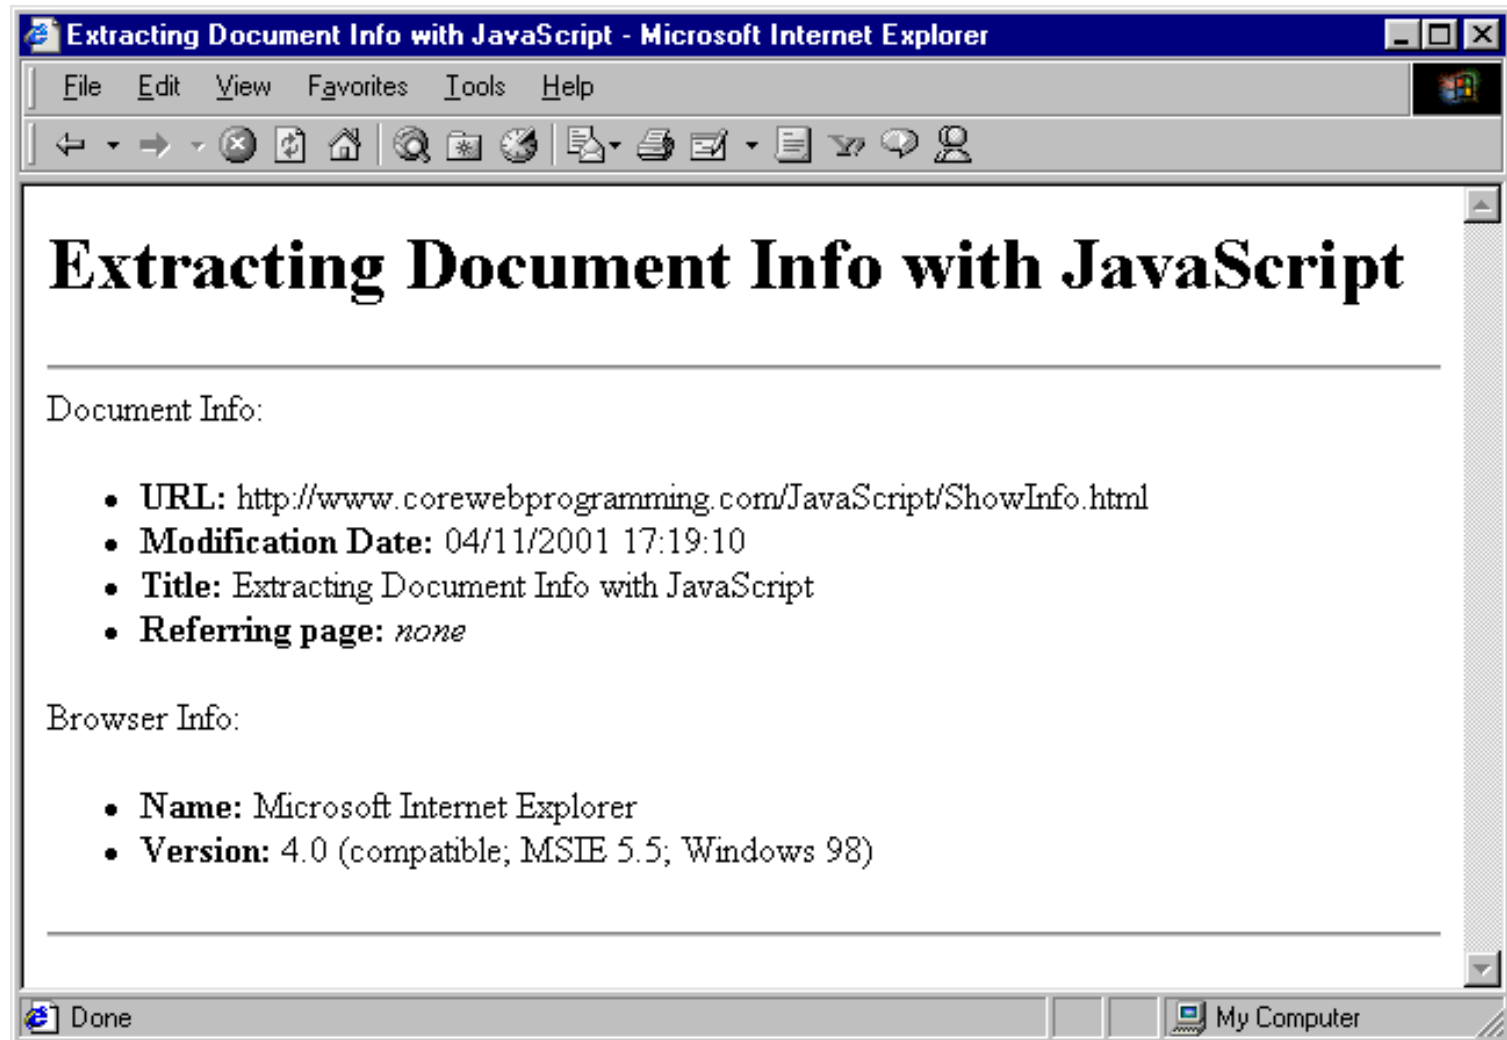 Extracting Document Info with JavaScript - Microsoft Internet Explorer
File Edit View Favorites Tools Help
Extracting Document Info with JavaScript
Document Info:
• URL: http://www.corewebprogramming.com/JavaScript/ShowInfo.html
• Modification Date: 04/11/2001 17:19:10
• Title: Extracting Document Info with JavaScript
• Referring page: none
Browser Info:
• Name: Microsoft Internet Explorer
• Version: 4.0 (compatible; MSIE 5.5; Windows 98)
Done My Computer